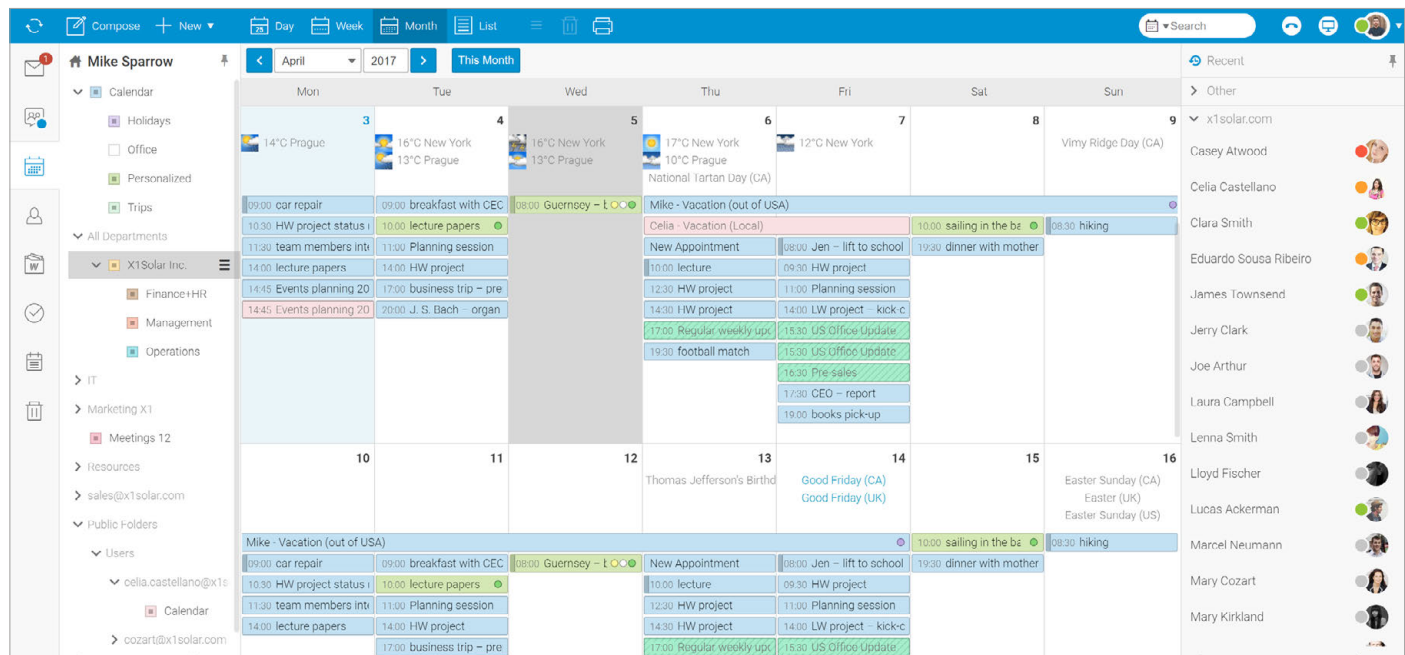 Compose New Day Week Month List Search
25
1
Mike Sparrow
Calendar
Holidays
Office
Personalized
Trips
All Departments
X1Solar Inc.
Finance+HR
Management
Operations
IT
Marketing X1
Meetings 12
Resources
sales@x1solar.com
Public Folders
Users
celia.castellano@x1s
Calendar
cozart@x1solar.com
W
April 2017 This Month
Mon Tue Wed Thu Fri Sat Sun
3 4 5 6 7 8 9
14°C Prague
16°C New York
13°C Prague
16°C New York
13°C Prague
17°C New York
10°C Prague
National Tartan Day (CA)
12°C New York
Vimy Ridge Day (CA)
09:00 car repair
10:30 HW project status
11:30 team members inte
14:00 lecture papers
14:45 Events planning 20
14:45 Events planning 20
09:00 breakfast with CEC
10:00 lecture papers
11:00 Planning session
14:00 HW project
17:00 business trip – pre
20:00 J. S. Bach – organ
08:00 Guernsey –
Mike - Vacation (out of USA)
Celia - Vacation (Local)
New Appointment
10:00 lecture
12:30 HW project
14:30 HW project
17:00 Regular weekly upc
19:30 football match
08:00 Jen – lift to school
09:30 HW project
11:00 Planning session
14:00 LW project – kick-c
15:30 US Office Update
15:30 US Office Update
16:30 Pre-sales
17:30 CEO – report
19:00 books pick-up
10:00 sailing in the ba
19:30 dinner with mother
08:30 hiking
10 11 12 13 14 15 16
Thomas Jefferson's Birthd
Good Friday (CA)
Good Friday (UK)
Easter Sunday (CA)
Easter (UK)
Easter Sunday (US)
Mike - Vacation (out of USA)
10:00 sailing in the ba
08:30 hiking
09:00 car repair
10:30 HW project status
11:30 team members inte
14:00 lecture papers
09:00 breakfast with CEC
10:00 lecture papers
11:00 Planning session
14:00 HW project
17:00 business trip – pre
08:00 Guernsey –
New Appointment
10:00 lecture
12:30 HW project
14:30 HW project
17:00 Regular weekly upc
08:00 Jen – lift to school
09:30 HW project
11:00 Planning session
14:00 LW project – kick-c
15:30 US Office Update
19:30 dinner with mother
Recent
Other
x1solar.com
Casey Atwood
Celia Castellano
Clara Smith
Eduardo Sousa Ribeiro
James Townsend
Jerry Clark
Joe Arthur
Laura Campbell
Lenna Smith
Lloyd Fischer
Lucas Ackerman
Marcel Neumann
Mary Cozart
Mary Kirkland